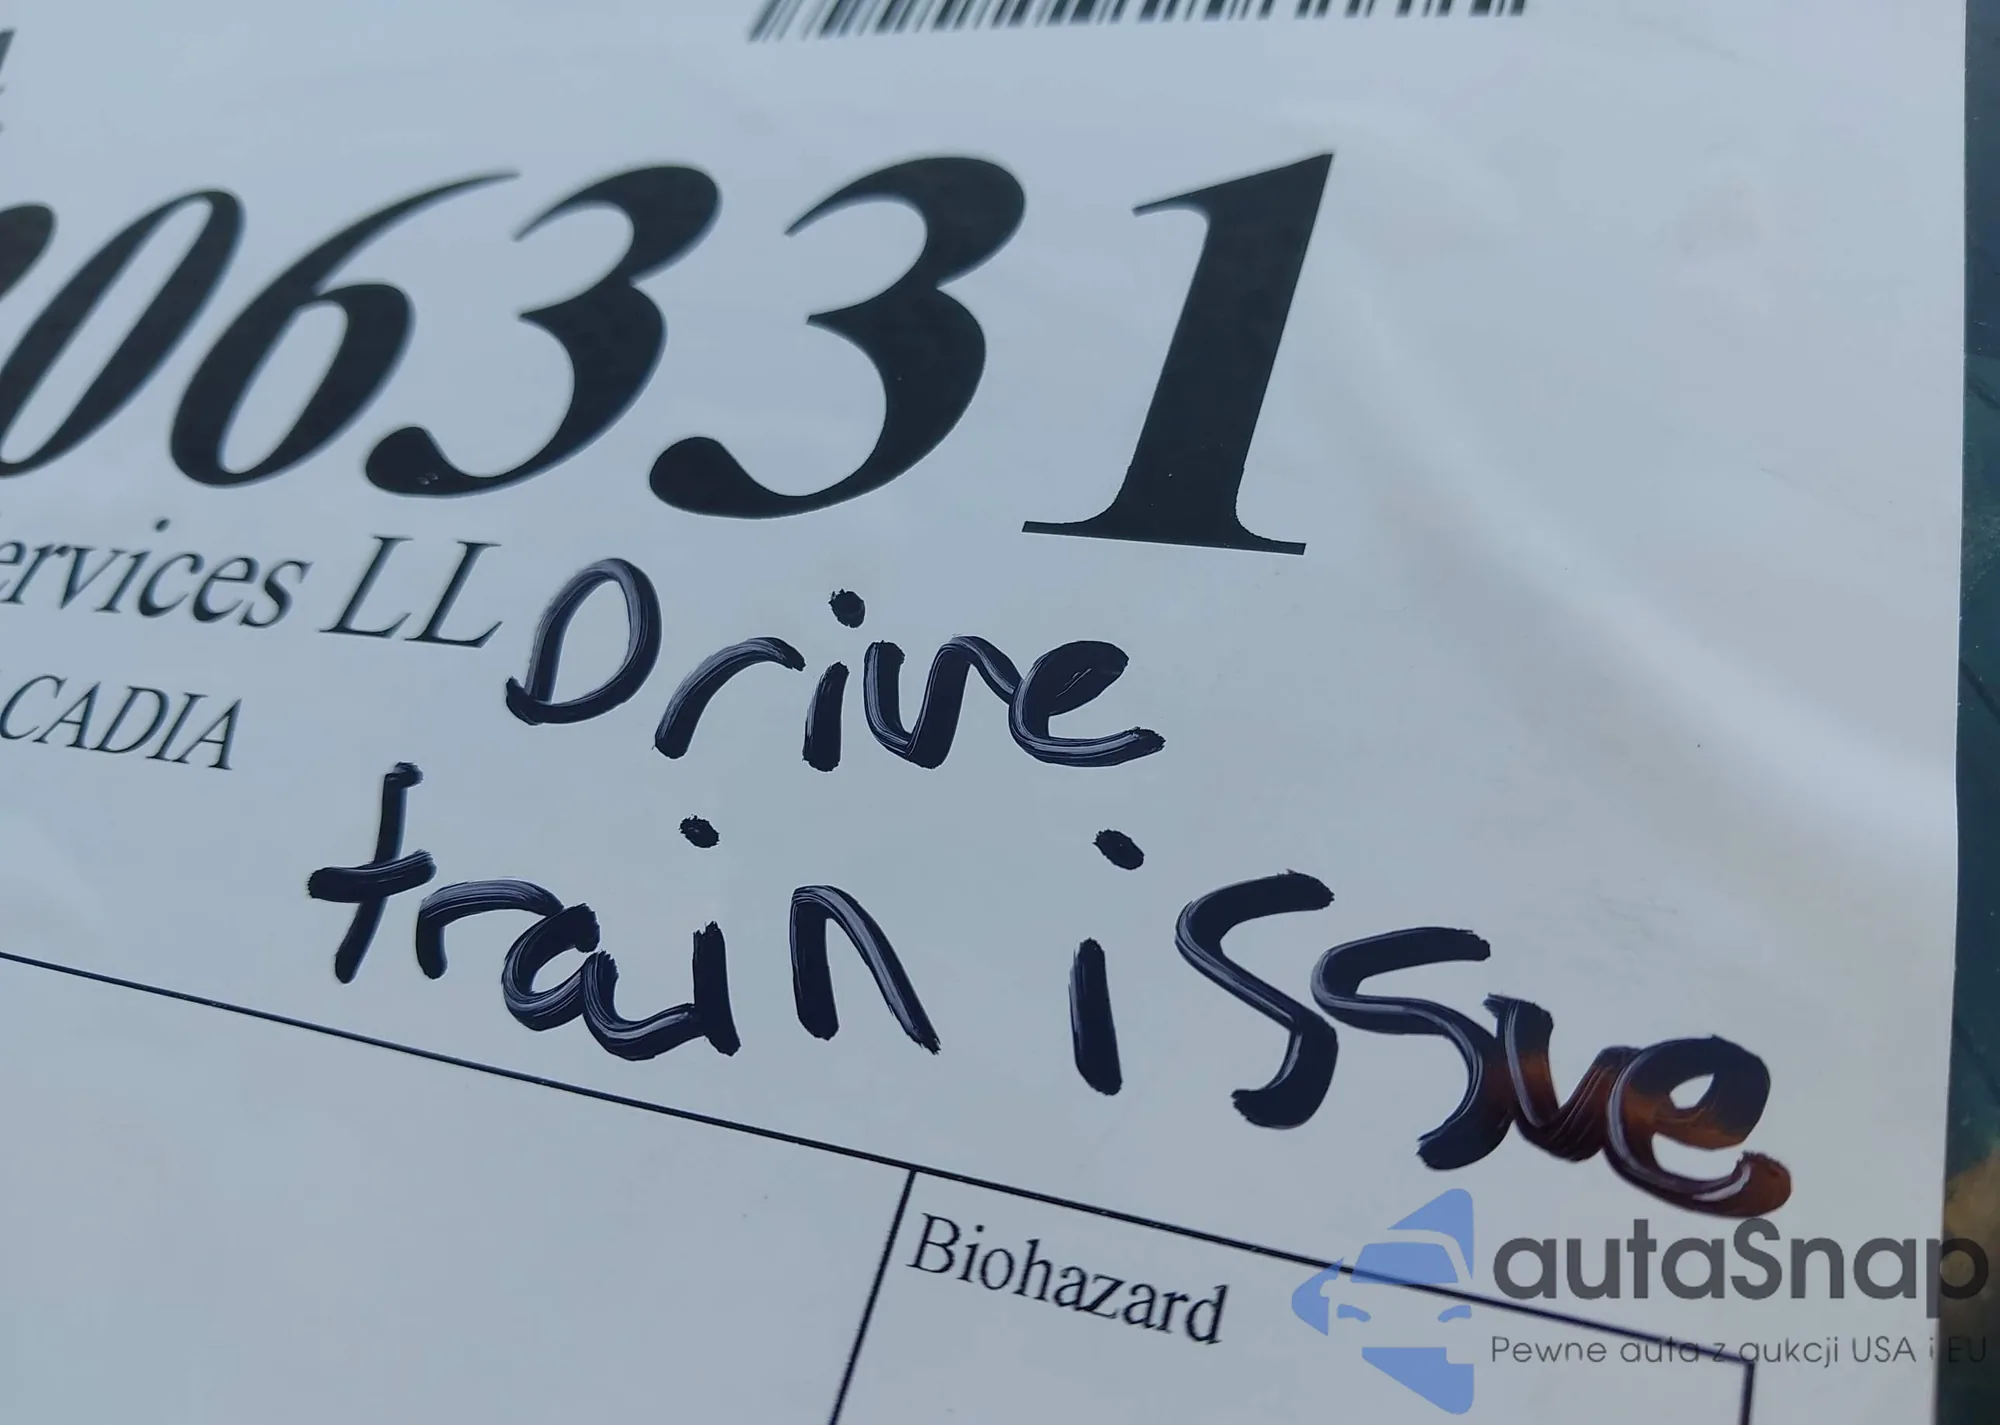 06331
ervices LL
Drive
CADIA
train issue
Biohazard
autaSnap
Pewne auta z aukcji USA i EU